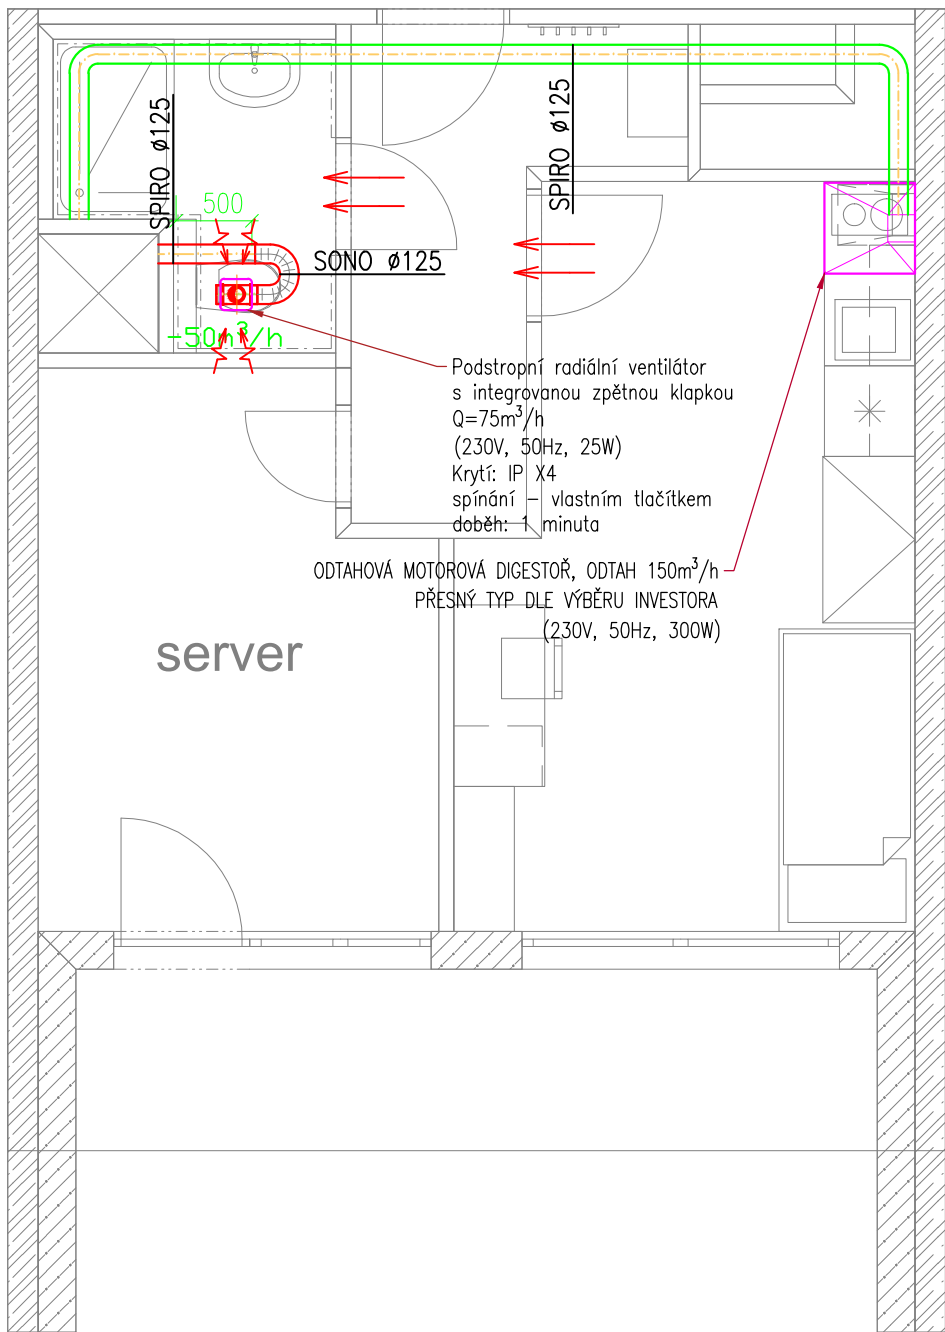 SPIRO ø125
SPIRO ø125
500
SONO ø125
-50m³/h
Podstropní radiální ventilátor
s integrovanou zpětnou klapkou
Q=75m³/h
(230V, 50Hz, 25W)
Krytí: IP X4
spínání – vlastním tlačítkem
doběh: 1 minuta
ODTAHOVÁ MOTOROVÁ DIGESTOŘ, ODTAH 150m³/h
PŘESNÝ TYP DLE VÝBĚRU INVESTORA
(230V, 50Hz, 300W)
server